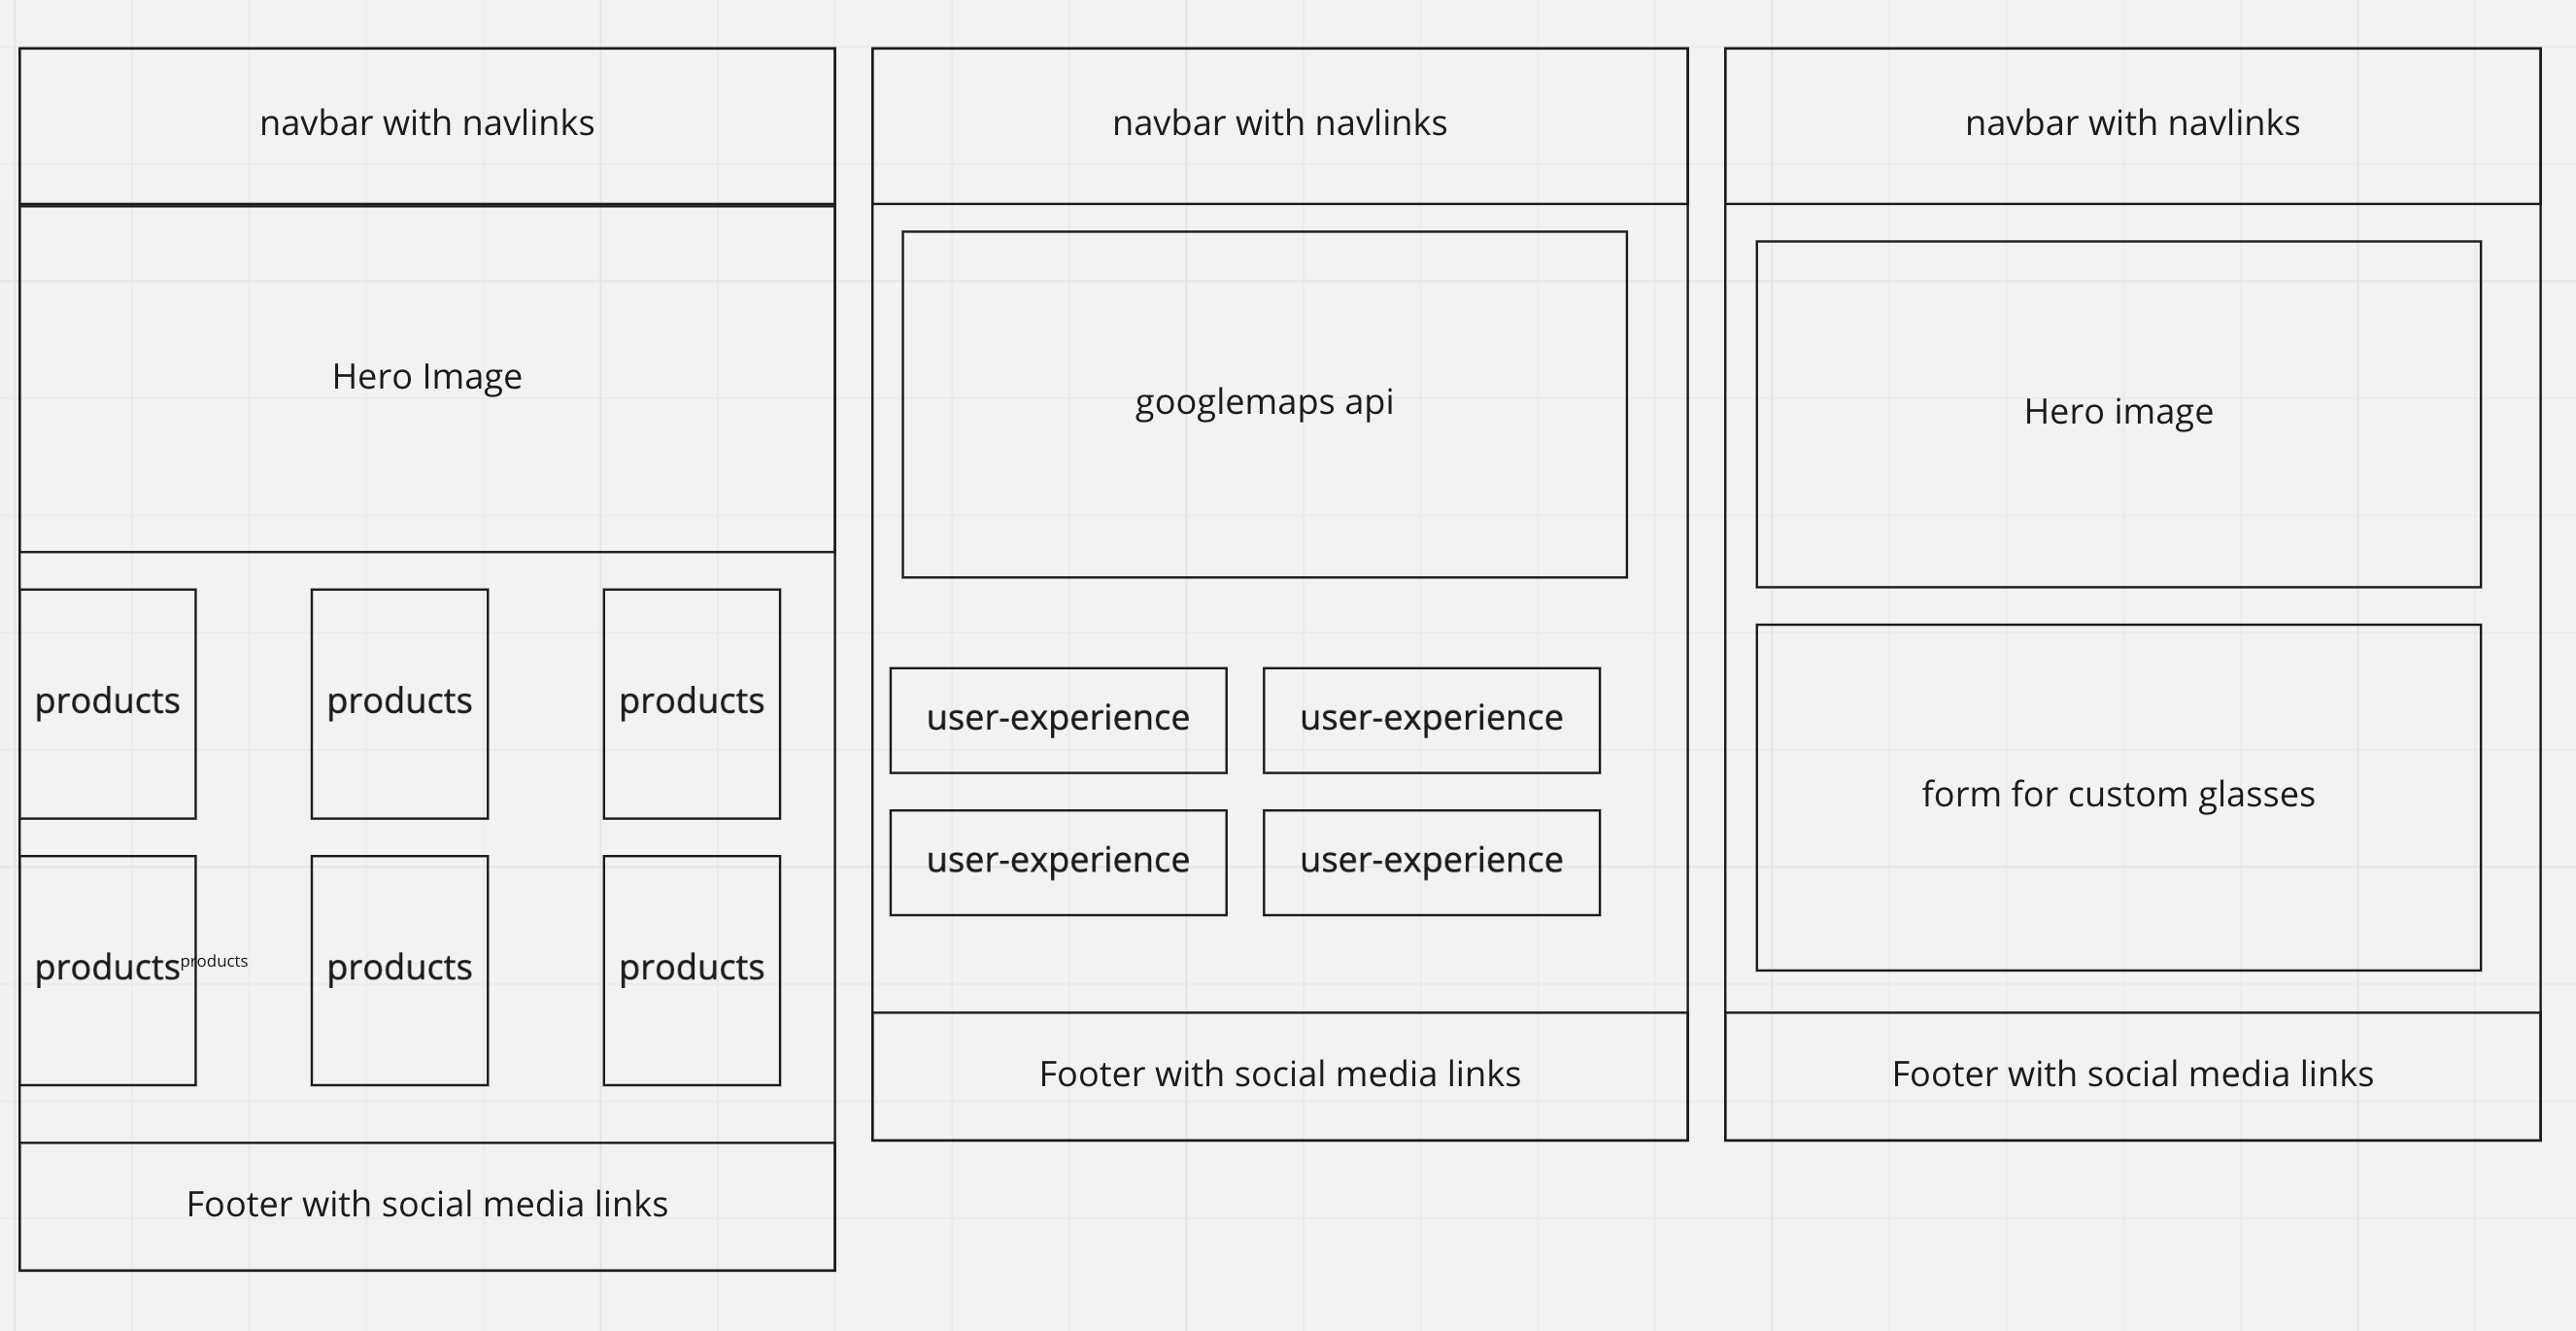 navbar with navlinks
Hero Image
products
products
products
products
products
products
products
Footer with social media links
navbar with navlinks
googlemaps api
user-experience
user-experience
user-experience
user-experience
Footer with social media links
navbar with navlinks
Hero image
form for custom glasses
Footer with social media links